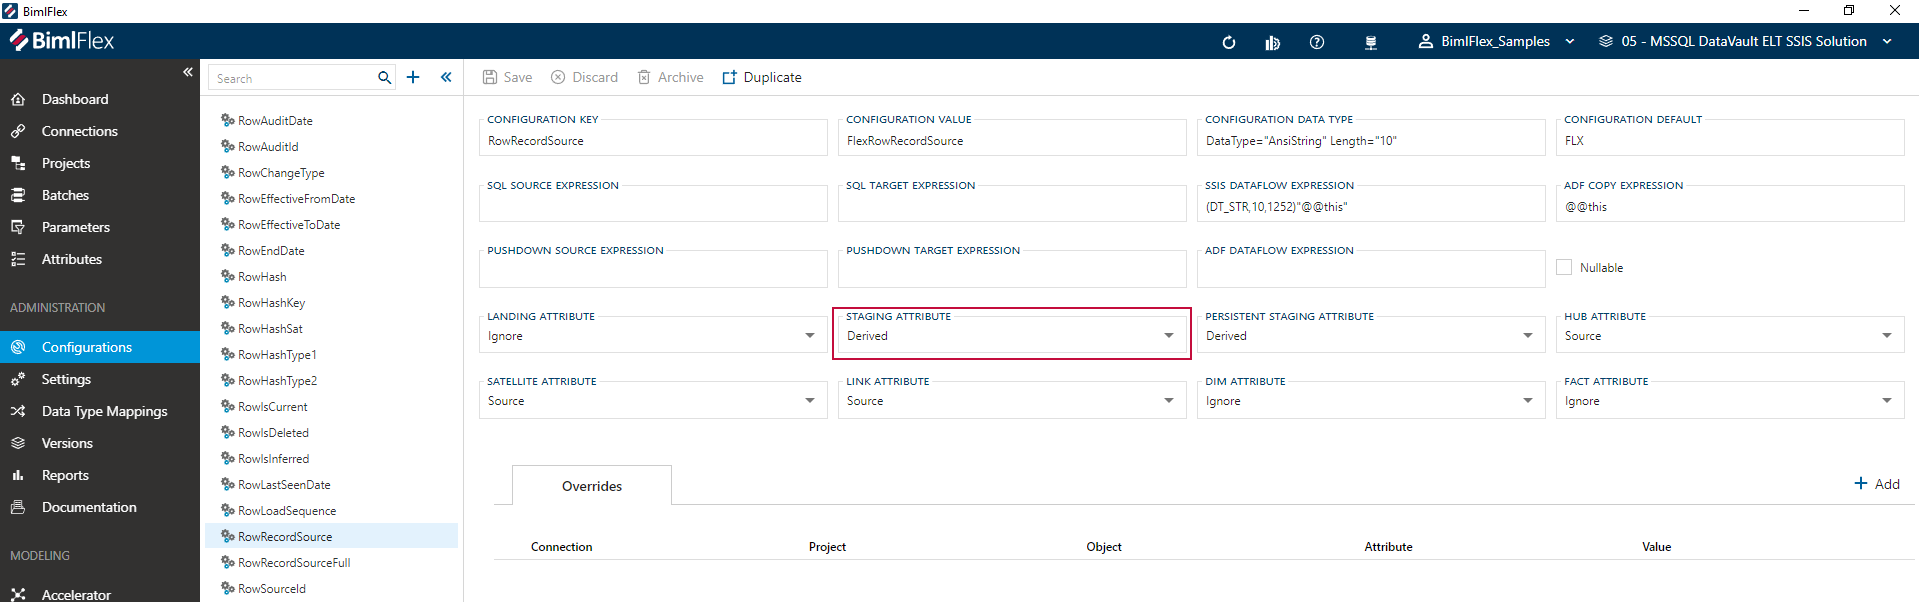 BimlFlex
BimlFlex
BimlFlex_Samples
05 - MSSQL DataVault ELT SSIS Solution
Dashboard
Connections
Projects
Batches
Parameters
Attributes
ADMINISTRATION
Configurations
Settings
Data Type Mappings
Versions
Reports
Documentation
MODELING
Accelerator
Search
RowAuditDate
RowAuditId
RowChangeType
RowEffectiveFromDate
RowEffectiveToDate
RowEndDate
RowHash
RowHashKey
RowHashSat
RowHashType1
RowHashType2
RowIsCurrent
RowIsDeleted
RowIsInferred
RowLastSeenDate
RowLoadSequence
RowRecordSource
RowRecordSourceFull
RowSourceId
Save Discard Archive Duplicate
CONFIGURATION KEY
RowRecordSource
CONFIGURATION VALUE
FlexRowRecordSource
CONFIGURATION DATA TYPE
DataType="AnsiString" Length="10"
CONFIGURATION DEFAULT
FLX
SQL SOURCE EXPRESSION
SQL TARGET EXPRESSION
SSIS DATAFLOW EXPRESSION
(DT_STR,10,1252)"@@this"
ADF COPY EXPRESSION
@@this
PUSHDOWN SOURCE EXPRESSION
PUSHDOWN TARGET EXPRESSION
ADF DATAFLOW EXPRESSION
Nullable
LANDING ATTRIBUTE
Ignore
STAGING ATTRIBUTE
Derived
PERSISTENT STAGING ATTRIBUTE
Derived
HUB ATTRIBUTE
Source
SATELLITE ATTRIBUTE
Source
LINK ATTRIBUTE
Source
DIM ATTRIBUTE
Ignore
FACT ATTRIBUTE
Ignore
Overrides
Add
Connection Project Object Attribute Value